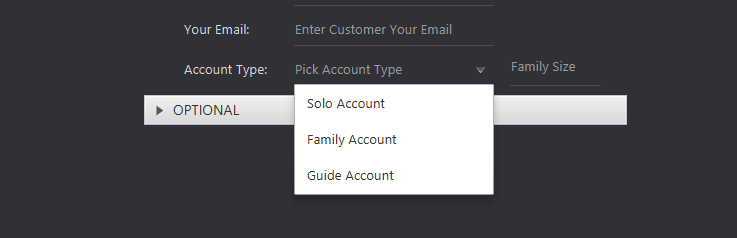 Your Email: Enter Customer Your Email
Account Type: Pick Account Type Family Size
OPTIONAL
Solo Account
Family Account
Guide Account